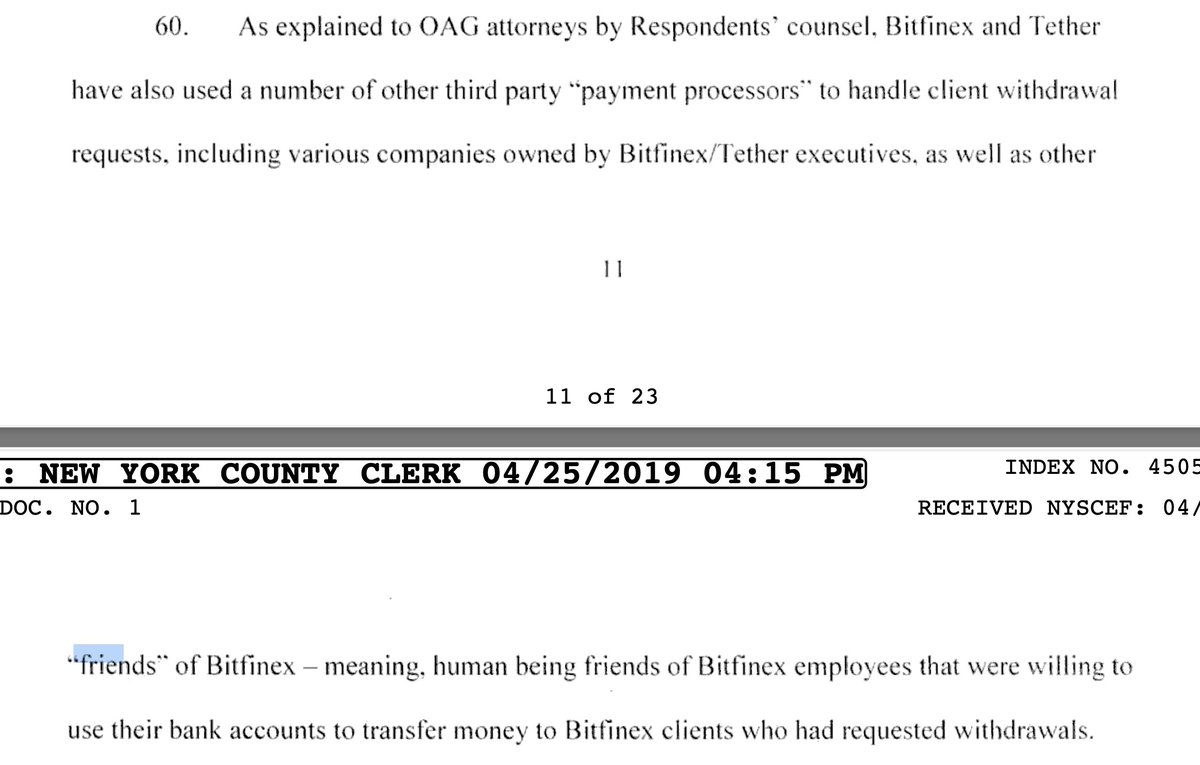 60. As explained to OAG attorneys by Respondents' counsel, Bitfinex and Tether
have also used a number of other third party “payment processors” to handle client withdrawal
requests, including various companies owned by Bitfinex/Tether executives, as well as other
11
11 of 23
: NEW YORK COUNTY CLERK 04/25/2019 04:15 PM
INDEX NO. 4505
DOC. NO. 1
RECEIVED NYSCEF: 04/
“friends” of Bitfinex – meaning, human being friends of Bitfinex employees that were willing to
use their bank accounts to transfer money to Bitfinex clients who had requested withdrawals.